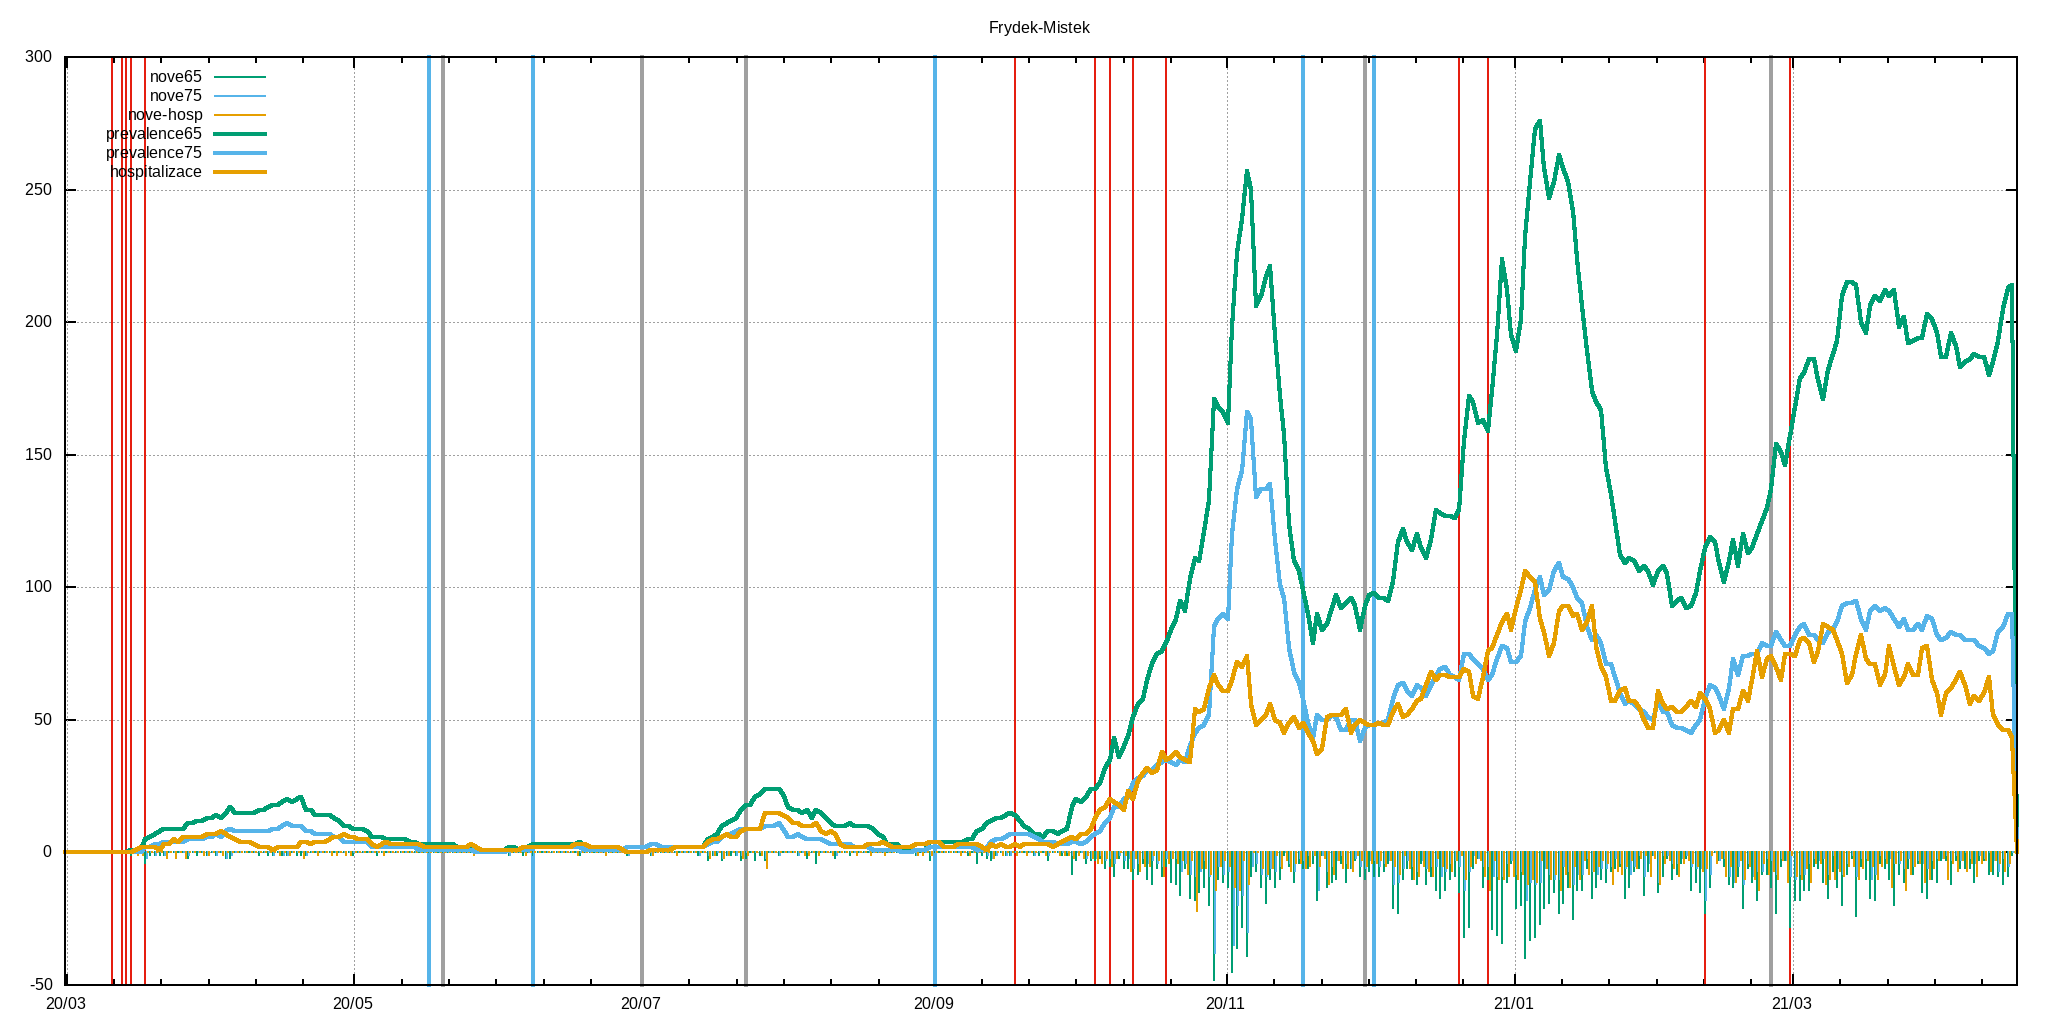 Frydek-Mistek
300
250
200
150
100
50
0
-50
nove65
nove75
nove-hosp
prevalence65
prevalence75
hospitalizace
20/03 20/05 20/07 20/09 20/11 21/01 21/03